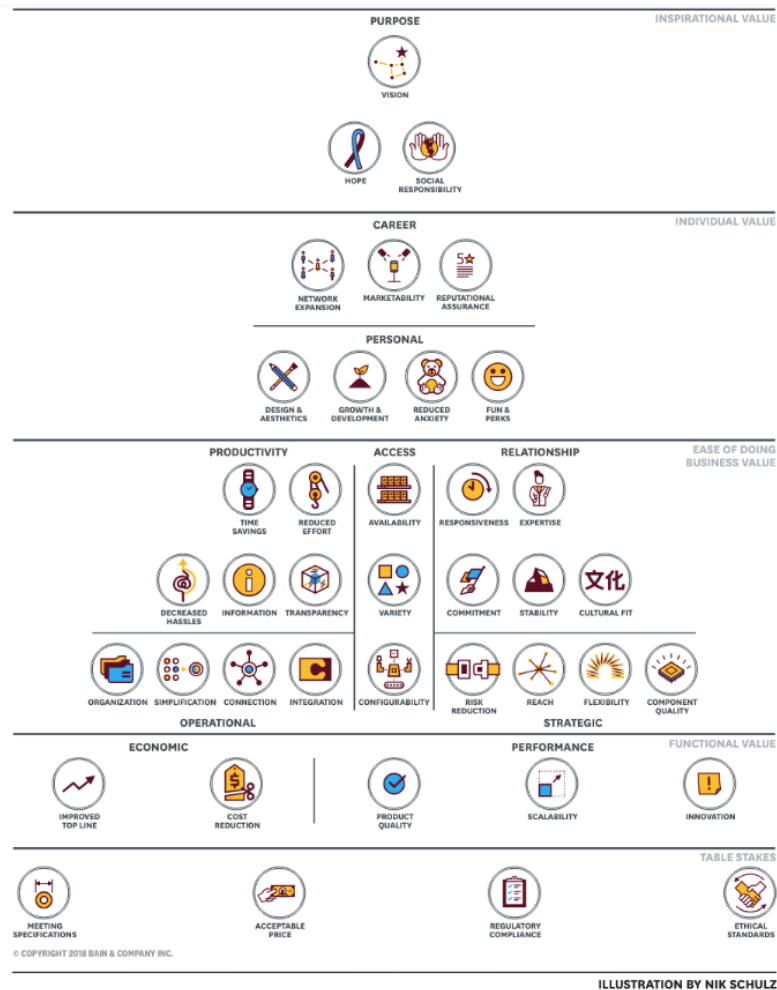 PURPOSE
INSPIRATIONAL VALUE
VISION
HOPE
SOCIAL
RESPONSIBILITY
INDIVIDUAL VALUE
CAREER
NETWORK
EXPANSION
MARKETABILITY
REPUTATIONAL
ASSURANCE
5
PERSONAL
DESIGN &
AESTHETICS
GROWTH &
DEVELOPMENT
REDUCED
ANXIETY
FUN &
PERKS
EASE OF DOING
BUSINESS VALUE
PRODUCTIVITY
ACCESS
RELATIONSHIP
TIME
SAVINGS
REDUCED
EFFORT
AVAILABILITY
RESPONSIVENESS
EXPERTISE
DECREASED
HASSLES
INFORMATION
TRANSPARENCY
VARIETY
COMMITMENT
STABILITY
文化
CULTURAL FIT
ORGANIZATION
SIMPLIFICATION
CONNECTION
INTEGRATION
CONFIGURABILITY
RISK
REDUCTION
REACH
FLEXIBILITY
COMPONENT
QUALITY
OPERATIONAL
STRATEGIC
FUNCTIONAL VALUE
ECONOMIC
PERFORMANCE
IMPROVED
TOP LINE
$
COST
REDUCTION
PRODUCT
QUALITY
SCALABILITY
!
INNOVATION
TABLE STAKES
MEETING
SPECIFICATIONS
ACCEPTABLE
PRICE
REGULATORY
COMPLIANCE
ETHICAL
STANDARDS
© COPYRIGHT 2018 BAIN & COMPANY INC.
ILLUSTRATION BY NIK SCHULZ